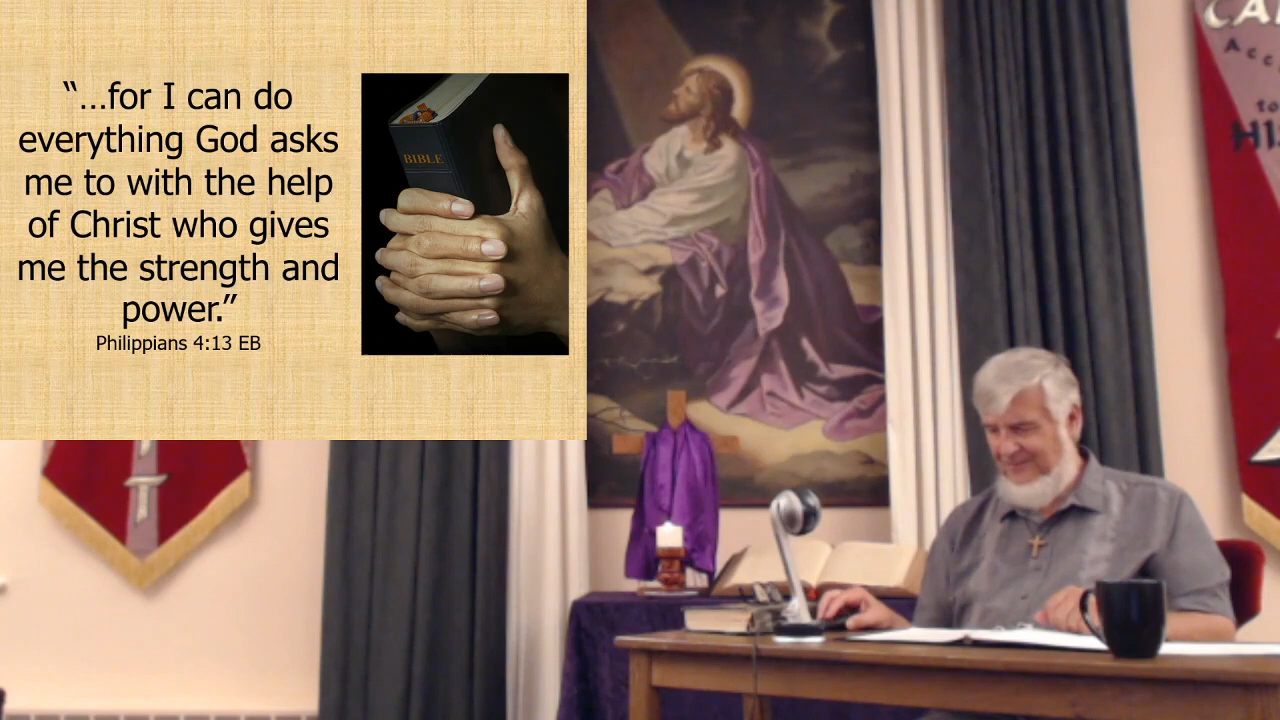 “...for I can do
everything God asks
me to with the help
of Christ who gives
me the strength and
power.”
Philippians 4:13 EB
BIBLE
to